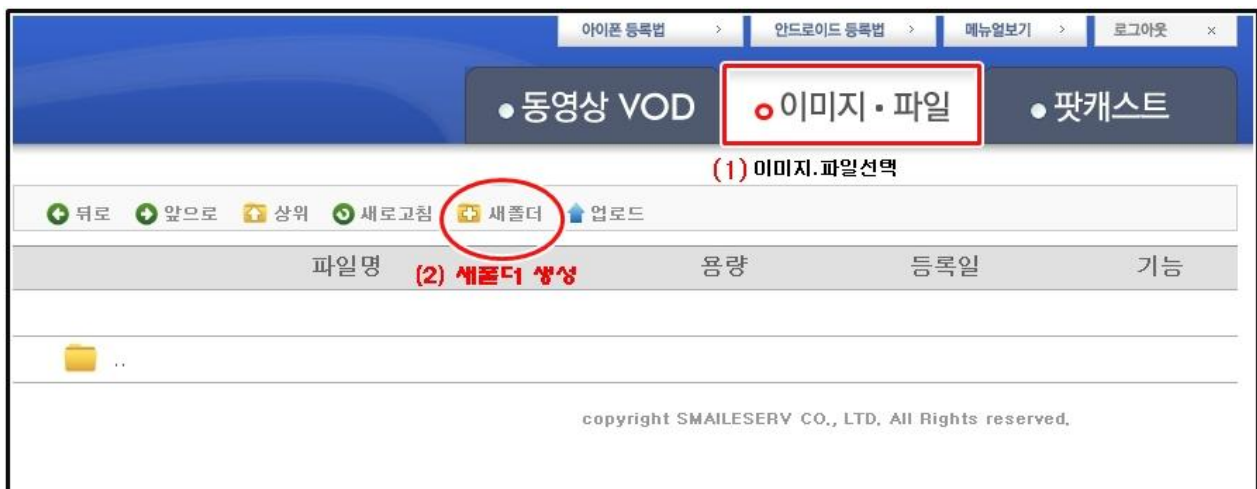 아이폰 등록법 > 안드로이드 등록법 > 메뉴얼보기 > 로그아웃 ×
동영상 VOD 이미지 • 파일 팟캐스트
(1) 이미지.파일선택
뒤로 앞으로 상위 새로고침 새폴더 업로드
파일명 용량 등록일 기능
(2) 새폴더 생성
..
copyright SMAILESERV CO., LTD. All Rights reserved.